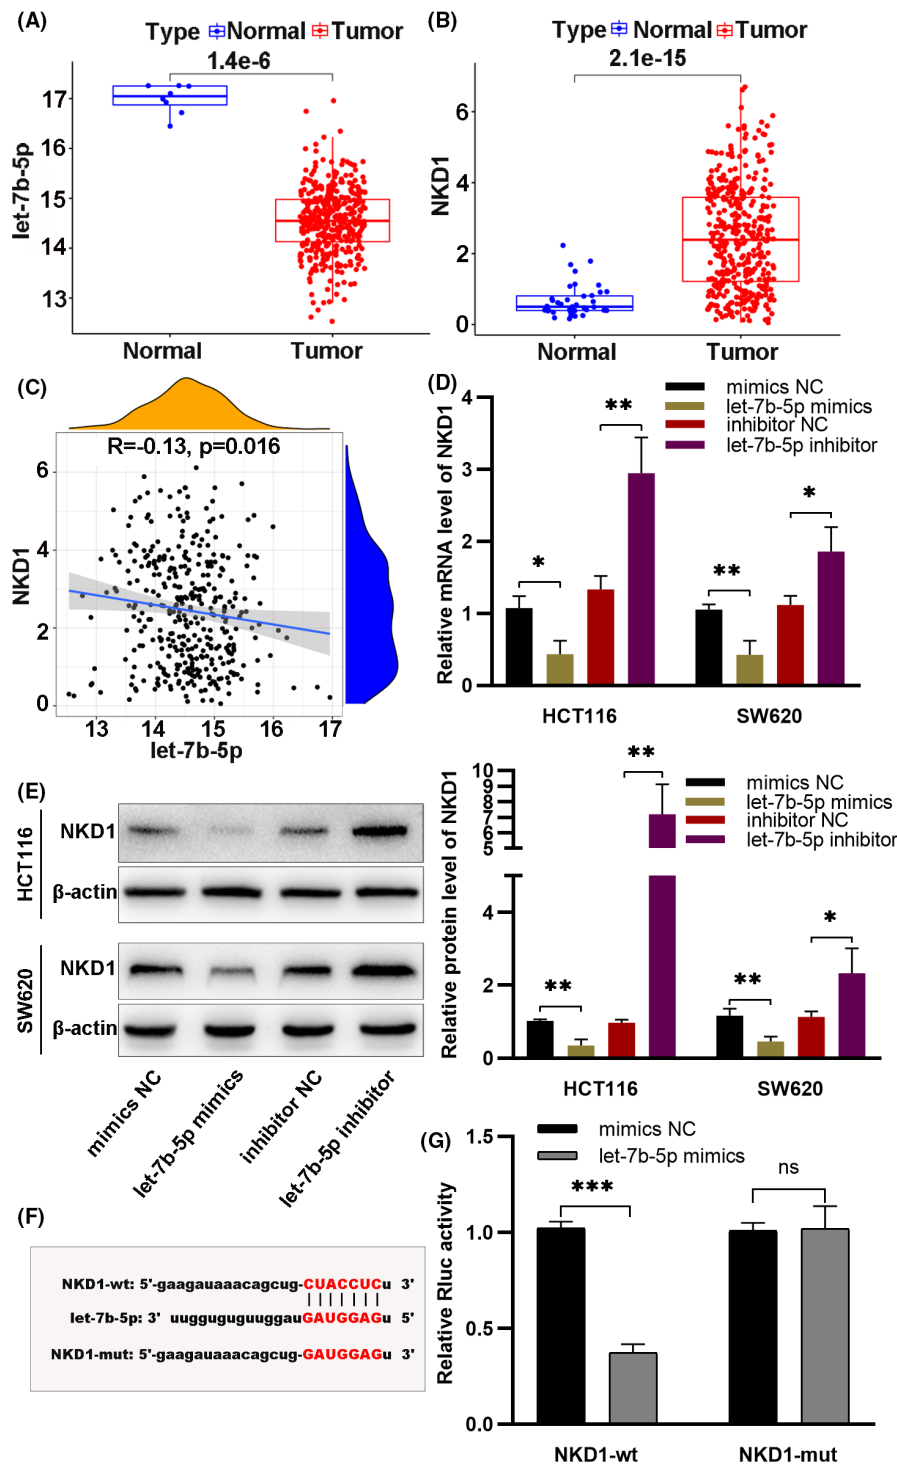 (A)
Type Normal Tumor
1.4e-6
let-7b-5p
17
16
15
14
13
Normal Tumor
(B)
Type Normal Tumor
2.1e-15
NKD1
6
4
2
0
Normal Tumor
(C)
R=-0.13, p=0.016
NKD1
6
4
2
0
13 14 15 16 17
let-7b-5p
(D)
mimics NC
let-7b-5p mimics
inhibitor NC
let-7b-5p inhibitor
Relative mRNA level of NKD1
4
3
2
1
0
* ** ** *
HCT116 SW620
(E)
HCT116
NKD1
β-actin
SW620
NKD1
β-actin
mimics NC
let-7b-5p mimics
inhibitor NC
let-7b-5p inhibitor
mimics NC
let-7b-5p mimics
inhibitor NC
let-7b-5p inhibitor
Relative protein level of NKD1
10
9
8
7
6
5
4
2
0
** ** ** *
HCT116 SW620
(F)
NKD1-wt: 5'-gaagauaaacagcug-CUACCUCu 3'
let-7b-5p: 3' uugguguguuggauGAUGGAGu 5'
NKD1-mut: 5'-gaagauaaacagcug-GAUGGAGu 3'
(G)
mimics NC
let-7b-5p mimics
Relative Rluc activity
1.5
1.0
0.5
0.0
*** ns
NKD1-wt NKD1-mut